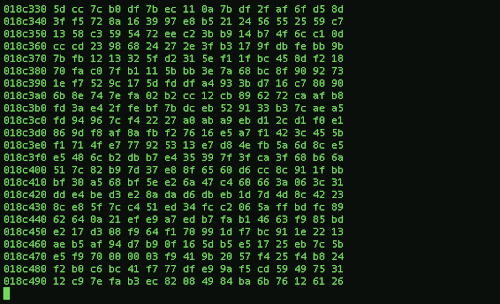 018c330 5d cc 7c b0 df 7b ec 11 0a 7b df 2f af 6f d5 8d
018c340 3f f5 72 8a 16 39 97 e8 b5 21 24 56 55 25 59 c7
018c350 13 58 c3 59 54 72 ee c2 3b b9 14 b7 4f 6c c1 0d
018c360 cc cd 23 98 68 24 27 2e 3f b3 17 9f db fe bb 9b
018c370 7b fb 12 13 32 5f d2 31 5e f1 1f bc 45 8d f2 18
018c380 70 fa c0 7f b1 11 5b bb 3e 7a 68 bc 8f 90 92 73
018c390 1e f7 52 9c 17 5d fd df a4 93 3b d7 16 c7 80 90
018c3a0 6b 8e 74 7e fa 02 b2 cc 12 cb 89 62 72 ca af b8
018c3b0 fd 3a e4 2f fe bf 7b dc eb 52 91 33 b3 7c ae a5
018c3c0 fd 94 96 7c f4 22 27 a0 ab a9 eb d1 2c d1 f0 e1
018c3d0 86 9d f8 af 8a fb f2 76 16 e5 a7 f1 42 3c 45 5b
018c3e0 f1 71 4f e7 77 92 53 13 e7 d8 4e fb 5a 6d 8c e5
018c3f0 e5 48 6c b2 db b7 e4 35 39 7f 3f ca 3f 68 b6 6a
018c400 51 7c 82 b9 7d 37 e8 8f 65 60 d6 cc 8c 91 1f bb
018c410 bf 30 a5 68 bf 5e e2 6a 47 c4 60 66 3a 06 3c 31
018c420 dd e4 be d3 e2 8a da d6 db eb 1d 7d 4d 8c 42 23
018c430 8c e8 5f 7c c4 51 ed 34 fc c2 06 5a ff bd fc 89
018c440 62 64 0a 21 ef e9 a7 ed b7 fa b1 46 63 f9 85 bd
018c450 e2 17 d3 08 f9 64 f1 70 99 1d f7 bc 91 1e 22 13
018c460 ae b5 af 94 d7 b9 0f 16 5d b5 e5 17 25 eb 7c 5b
018c470 e5 f9 70 00 00 03 f9 41 9b 20 57 f4 25 f4 b8 24
018c480 f2 b0 c6 bc 41 f7 77 df e9 9a f5 cd 59 49 75 31
018c490 12 c9 7e fa b3 ec 82 08 49 84 ba 6b 76 12 61 26